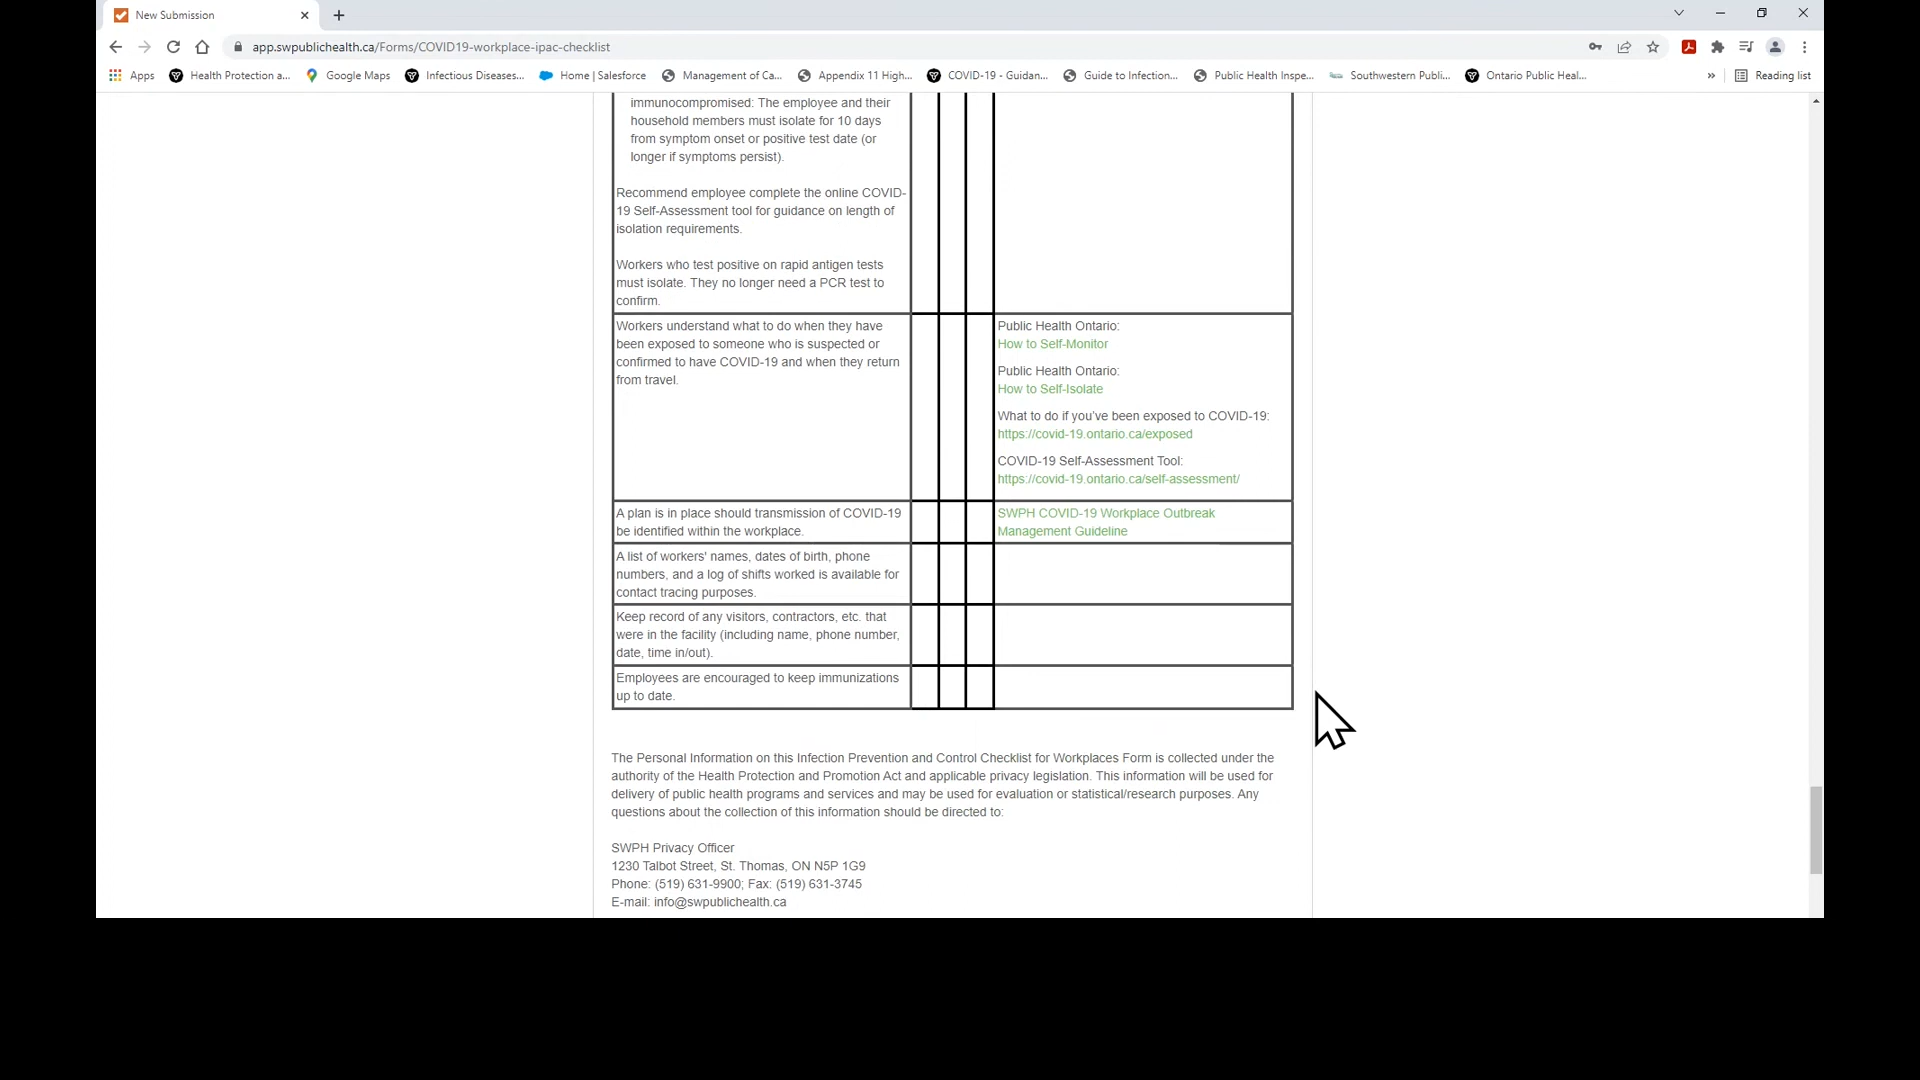 New Submission
app.swpublichealth.ca/Forms/COVID19-workplace-ipac-checklist
Apps
Health Protection a...
Google Maps
Infectious Diseases...
Home | Salesforce
Management of Ca...
Appendix 11 High...
COVID-19 - Guidan...
Guide to Infection...
Public Health Inspe...
Southwestern Publi...
Ontario Public Heal...
»
Reading list
immunocompromised: The employee and their
household members must isolate for 10 days
from symptom onset or positive test date (or
longer if symptoms persist).
Recommend employee complete the online COVID-
19 Self-Assessment tool for guidance on length of
isolation requirements.
Workers who test positive on rapid antigen tests
must isolate. They no longer need a PCR test to
confirm.
Workers understand what to do when they have
been exposed to someone who is suspected or
confirmed to have COVID-19 and when they return
from travel.
Public Health Ontario:
How to Self-Monitor
Public Health Ontario:
How to Self-Isolate
What to do if you've been exposed to COVID-19:
https://covid-19.ontario.ca/exposed
COVID-19 Self-Assessment Tool:
https://covid-19.ontario.ca/self-assessment/
A plan is in place should transmission of COVID-19
be identified within the workplace.
SWPH COVID-19 Workplace Outbreak
Management Guideline
A list of workers' names, dates of birth, phone
numbers, and a log of shifts worked is available for
contact tracing purposes.
Keep record of any visitors, contractors, etc. that
were in the facility (including name, phone number,
date, time in/out).
Employees are encouraged to keep immunizations
up to date.
The Personal Information on this Infection Prevention and Control Checklist for Workplaces Form is collected under the
authority of the Health Protection and Promotion Act and applicable privacy legislation. This information will be used for
delivery of public health programs and services and may be used for evaluation or statistical/research purposes. Any
questions about the collection of this information should be directed to:
SWPH Privacy Officer
1230 Talbot Street, St. Thomas, ON N5P 1G9
Phone: (519) 631-9900; Fax: (519) 631-3745
E-mail: info@swpublichealth.ca